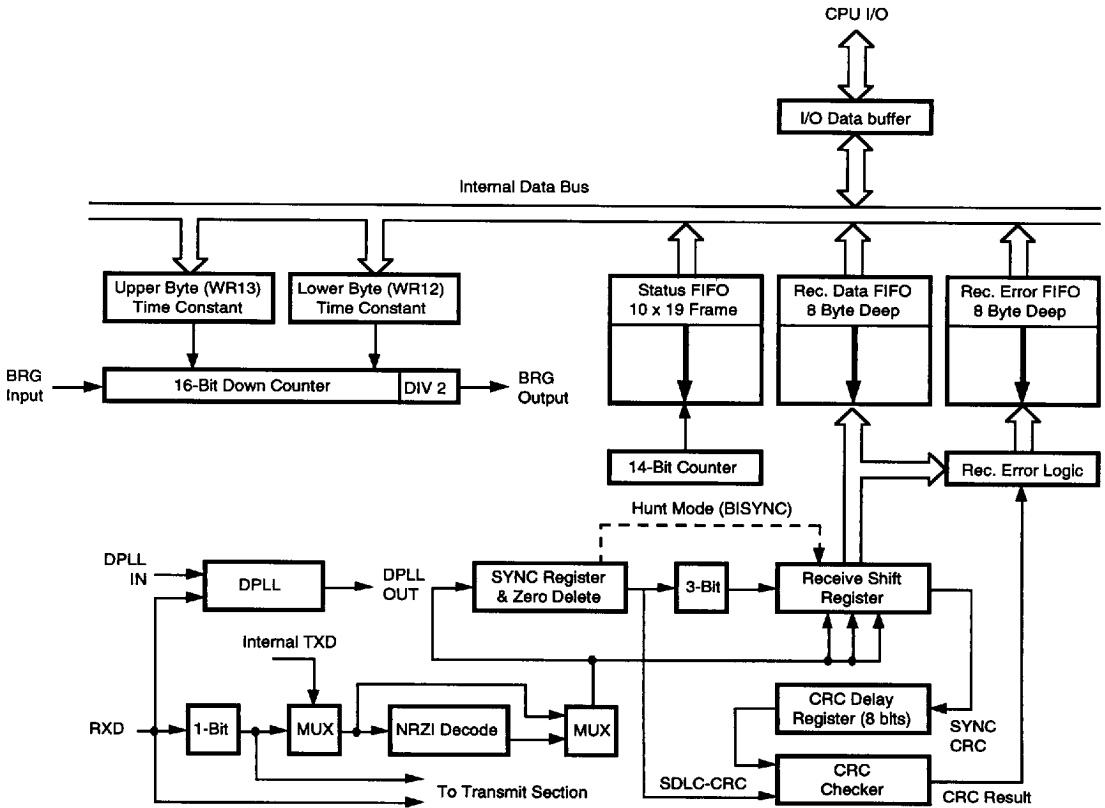 CPU I/O
I/O Data buffer
Internal Data Bus
Upper Byte (WR13)
Time Constant
Lower Byte (WR12)
Time Constant
Status FIFO
10 x 19 Frame
Rec. Data FIFO
8 Byte Deep
Rec. Error FIFO
8 Byte Deep
BRG
Input
16-Bit Down Counter
DIV 2
BRG
Output
14-Bit Counter
Rec. Error Logic
Hunt Mode (BISYNC)
DPLL
IN
DPLL
DPLL
OUT
SYNC Register
& Zero Delete
3-Bit
Receive Shift
Register
Internal TXD
RXD
1-Bit
MUX
NRZI Decode
MUX
CRC Delay
Register (8 bits)
SYNC
CRC
To Transmit Section
SDLC-CRC
CRC
Checker
CRC Result